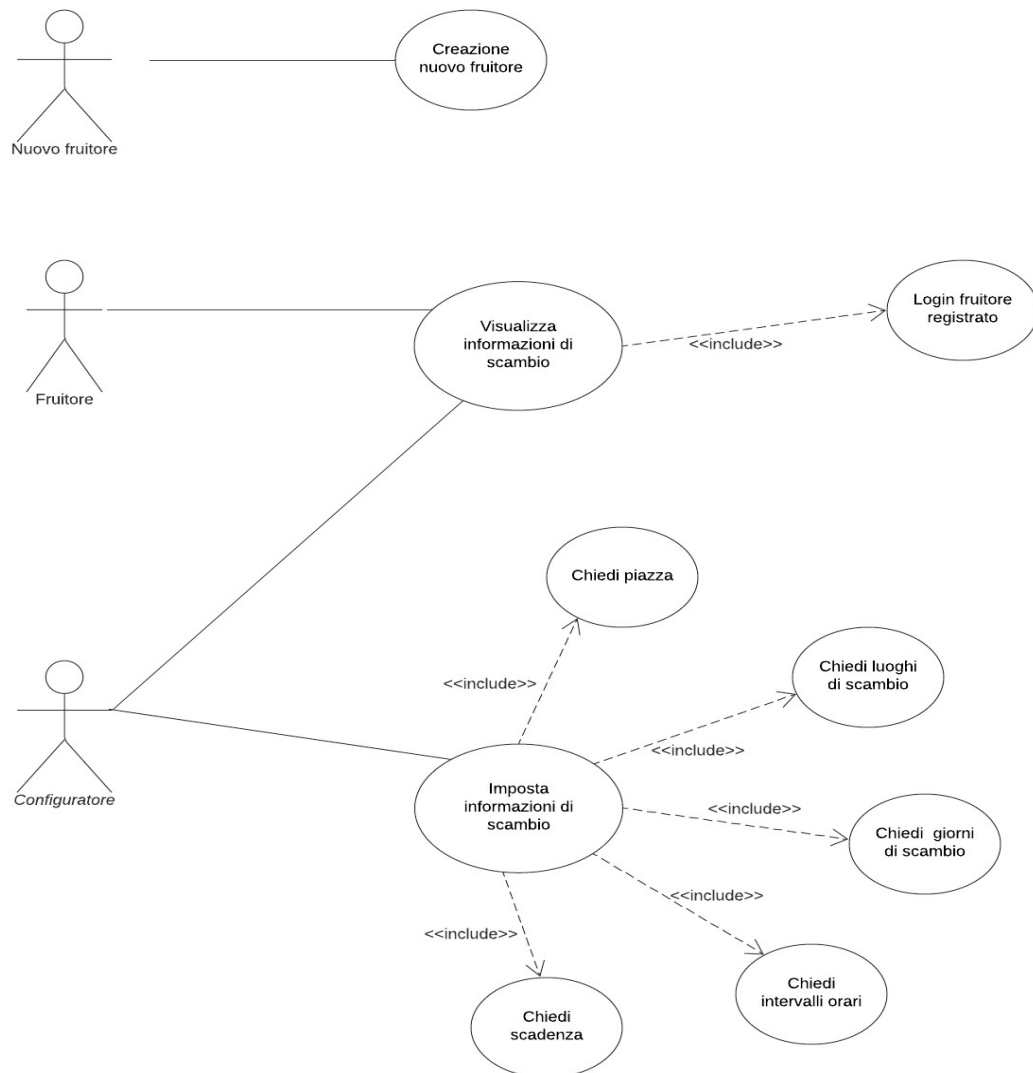 Creazione
nuovo fruitore
Nuovo fruitore
Visualizza
informazioni di
scambio
Login fruitore
registrato
<<include>>
Fruitore
Chiedi piazza
Chiedi luoghi
di scambio
<<include>>
<<include>>
Configuratore
Imposta
informazioni di
scambio
<<include>>
Chiedi  giorni
di scambio
<<include>>
<<include>>
Chiedi
intervalli orari
Chiedi
scadenza